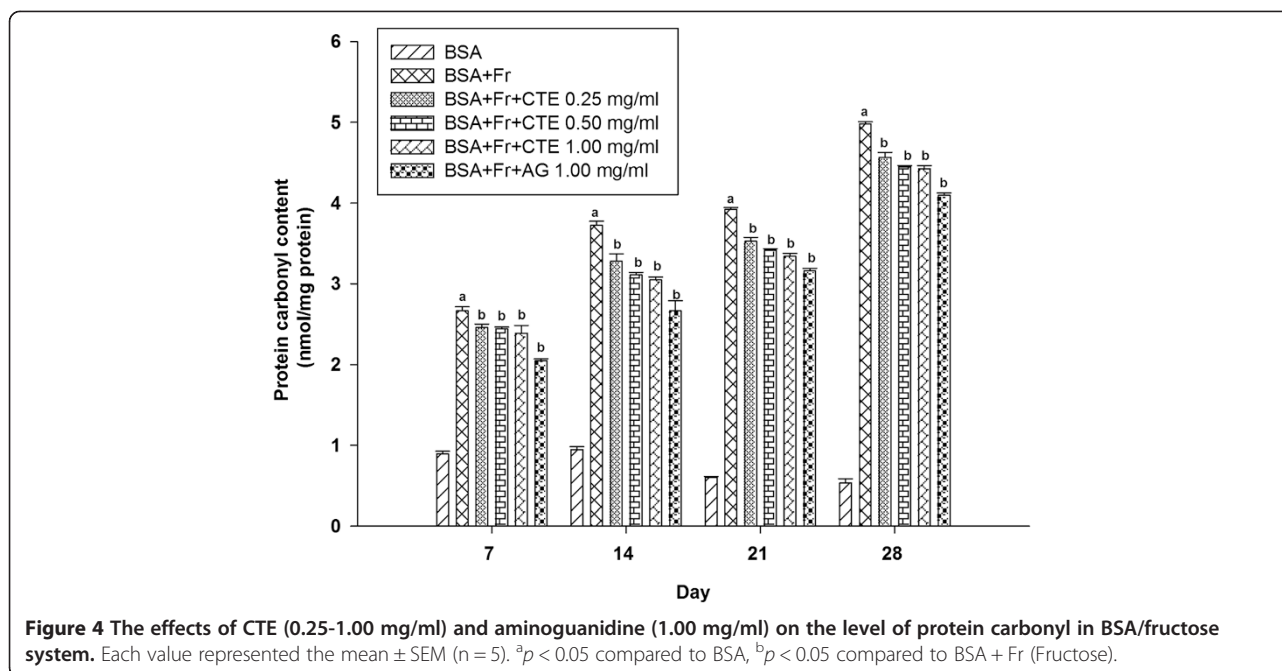 6
5
4
3
2
1
0
Protein carbonyl content
(nmol/mg protein)
BSA
BSA+Fr
BSA+Fr+CTE 0.25 mg/ml
BSA+Fr+CTE 0.50 mg/ml
BSA+Fr+CTE 1.00 mg/ml
BSA+Fr+AG 1.00 mg/ml
a b b b b
a b b b b
a b b b b
a b b b b
7 14 21 28
Day
Figure 4 The effects of CTE (0.25-1.00 mg/ml) and aminoguanidine (1.00 mg/ml) on the level of protein carbonyl in BSA/fructose
system. Each value represented the mean ± SEM (n = 5). ᵃp < 0.05 compared to BSA, ᵇp < 0.05 compared to BSA + Fr (Fructose).